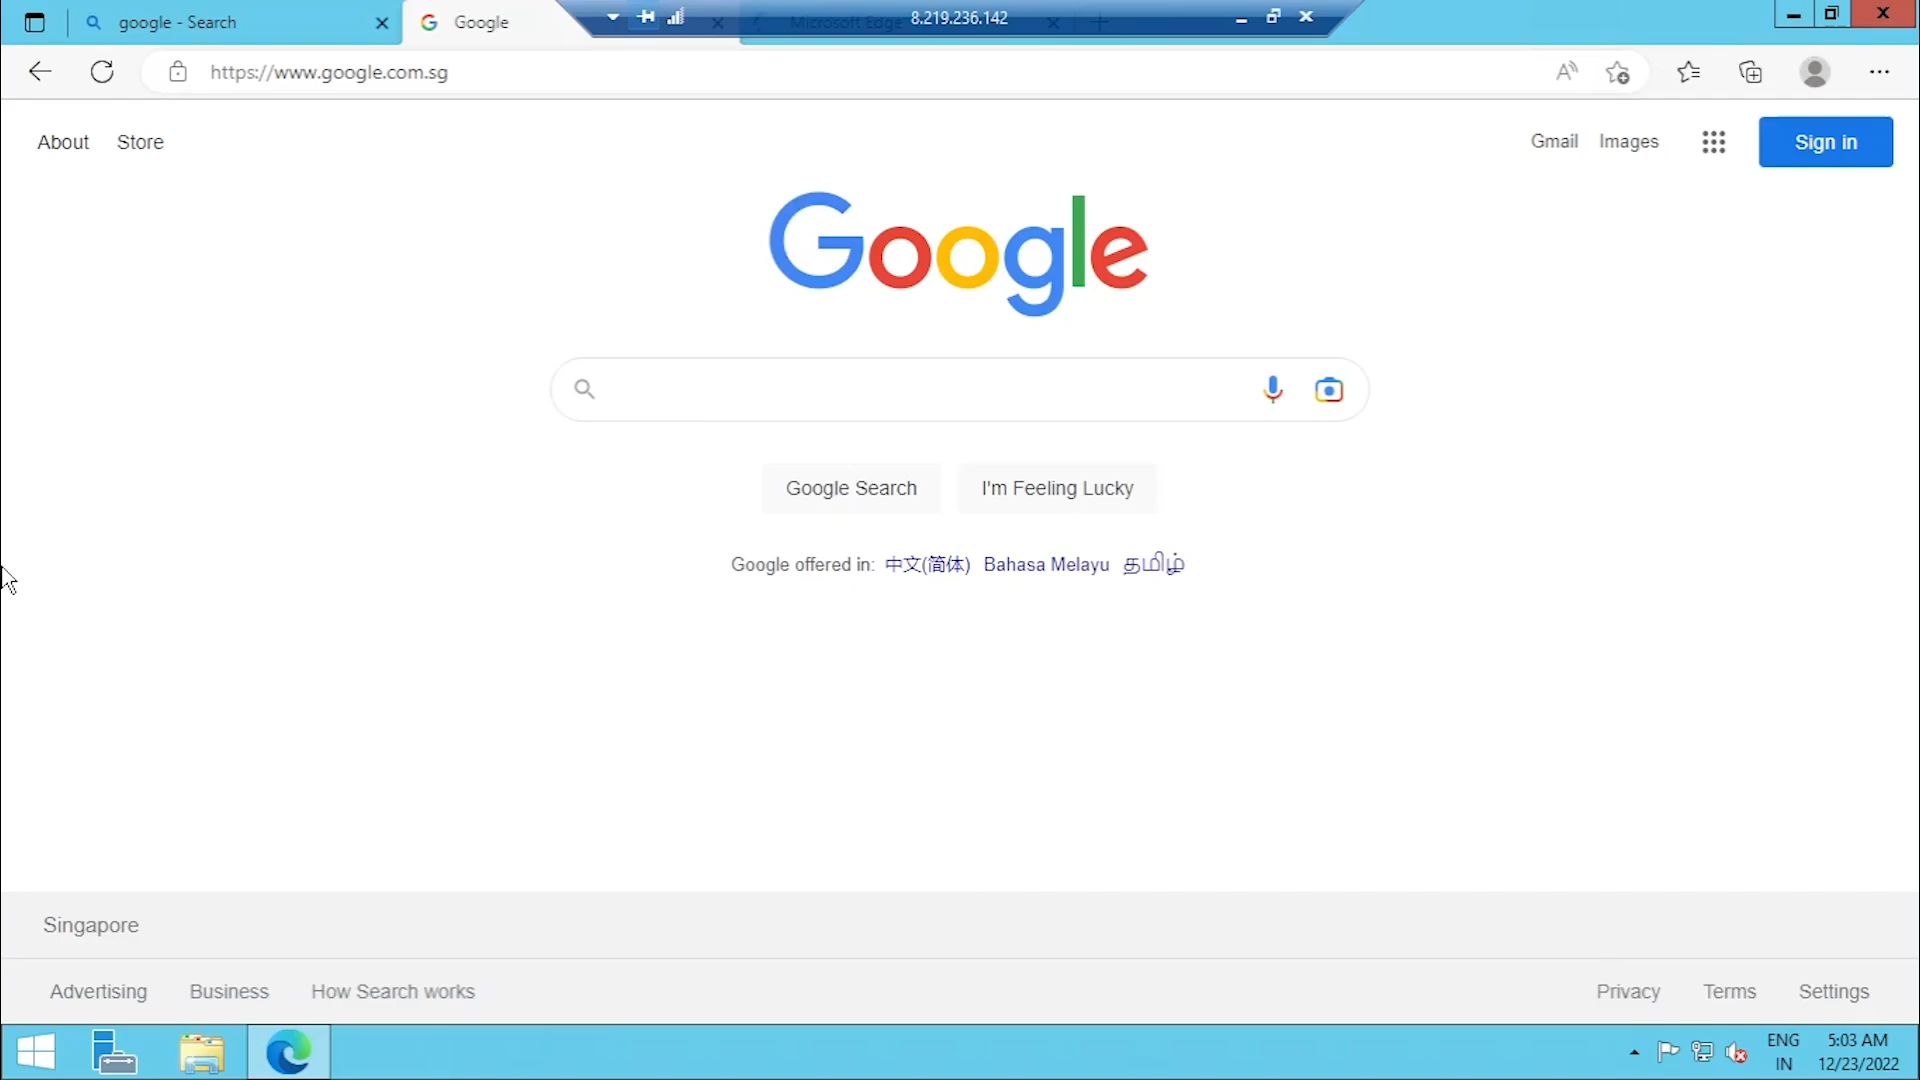 google - Search
Google
Microsoft Edge
8.219.236.142
https://www.google.com.sg
About Store
Gmail Images
Sign in
Google
Google Search
I'm Feeling Lucky
Google offered in: 中文(简体) Bahasa Melayu தமிழ்
Singapore
Advertising Business How Search works
Privacy Terms Settings
ENG
IN
5:03 AM
12/23/2022